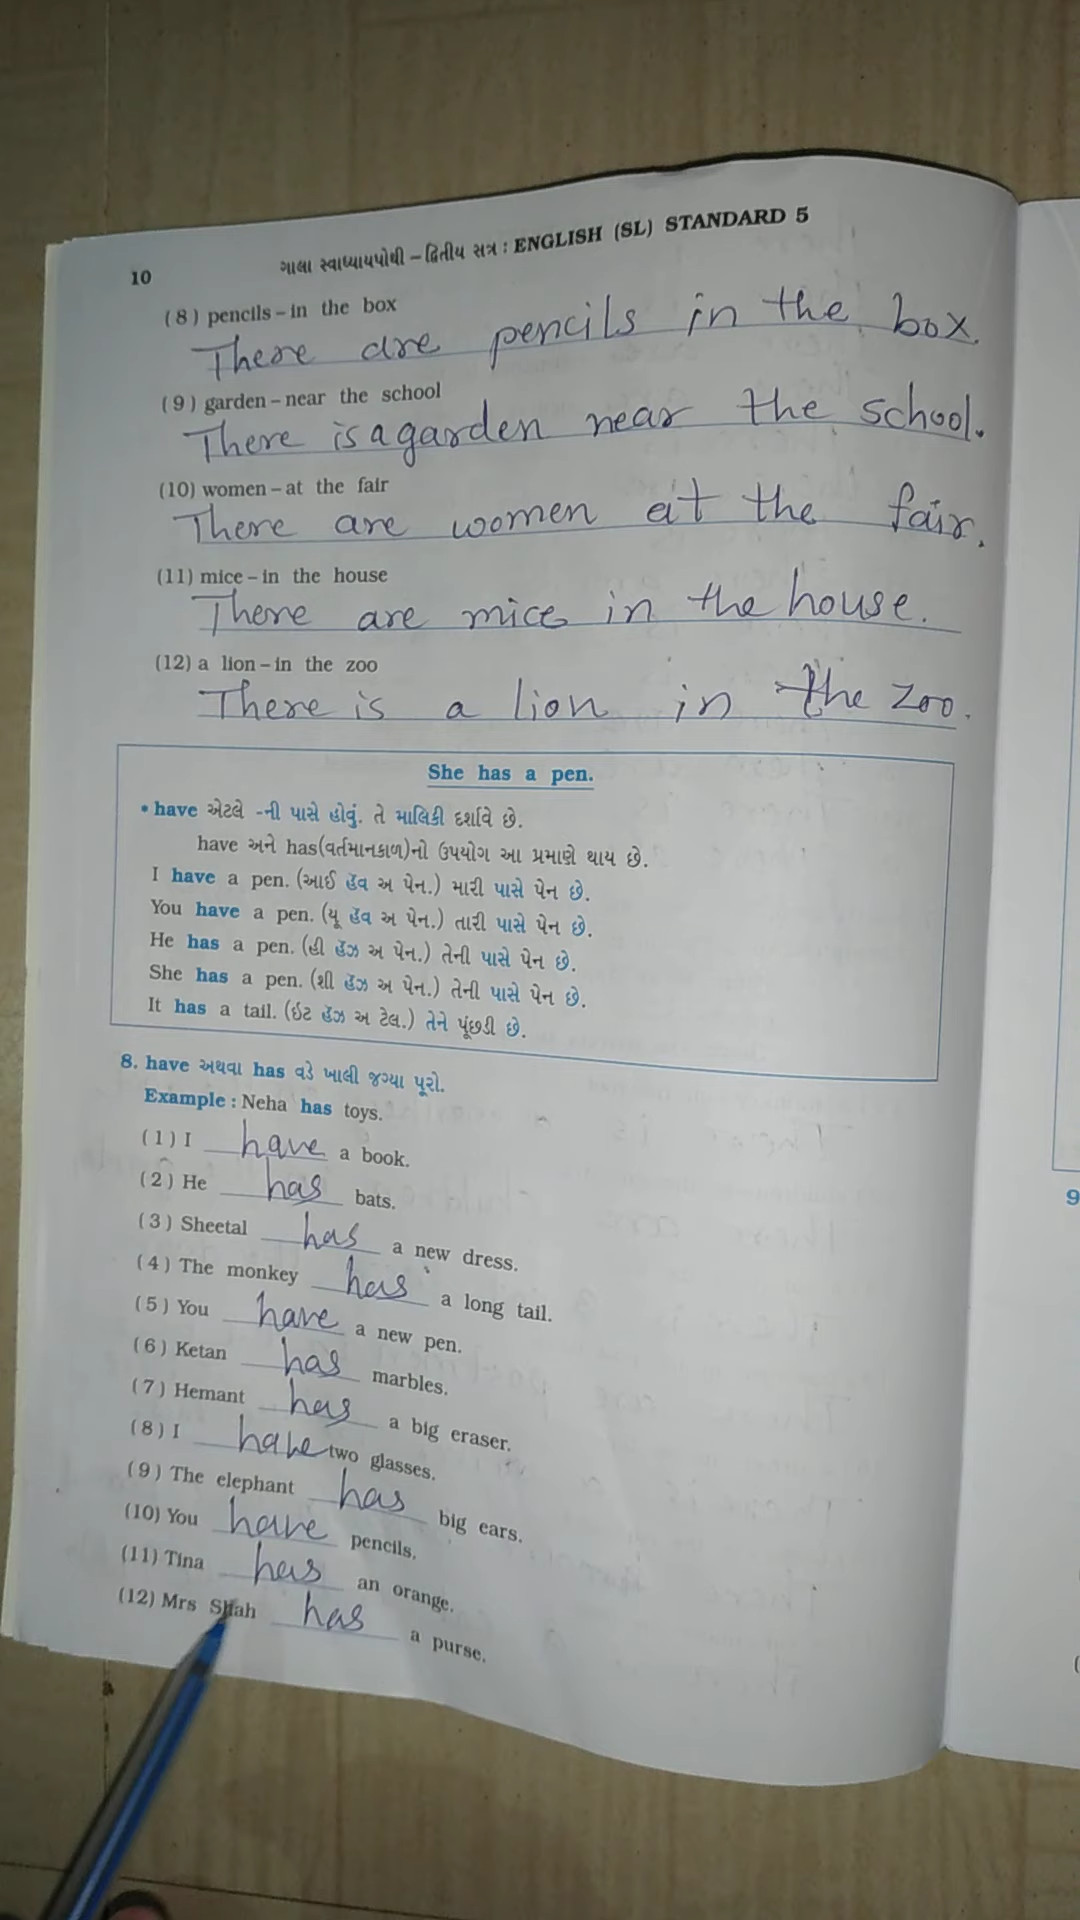 10
ગાલા સ્વાધ્યાયપોથી – દ્વિતીય સત્ર : ENGLISH (SL) STANDARD 5
( 8 ) pencils – in the box
There are pencils in the box.
( 9 ) garden – near the school
There is a garden near the school.
(10) women – at the fair
There are women at the fair.
(11) mice – in the house
There are mice in the house.
(12) a lion – in the zoo
There is a lion in the zoo.
She has a pen.
• have એટલે -ની પાસે હોવું. તે માલિકી દર્શાવે છે.
have અને has(વર્તમાનકાળ)નો ઉપયોગ આ પ્રમાણે થાય છે.
I have a pen. (આઈ હૅવ અ પેન.) મારી પાસે પેન છે.
You have a pen. (યૂ હૅવ અ પેન.) તારી પાસે પેન છે.
He has a pen. (હી હૅઝ અ પેન.) તેની પાસે પેન છે.
She has a pen. (શી હૅઝ અ પેન.) તેની પાસે પેન છે.
It has a tail. (ઇટ હૅઝ અ ટેલ.) તેને પૂંછડી છે.
8. have અથવા has વડે ખાલી જગ્યા પૂરો.
Example : Neha has toys.
( 1 ) I have a book.
( 2 ) He has bats.
( 3 ) Sheetal has a new dress.
( 4 ) The monkey has a long tail.
( 5 ) You have a new pen.
( 6 ) Ketan has marbles.
( 7 ) Hemant has a big eraser.
( 8 ) I have two glasses.
( 9 ) The elephant has big ears.
(10) You have pencils.
(11) Tina has an orange.
(12) Mrs Shah has a purse.
9